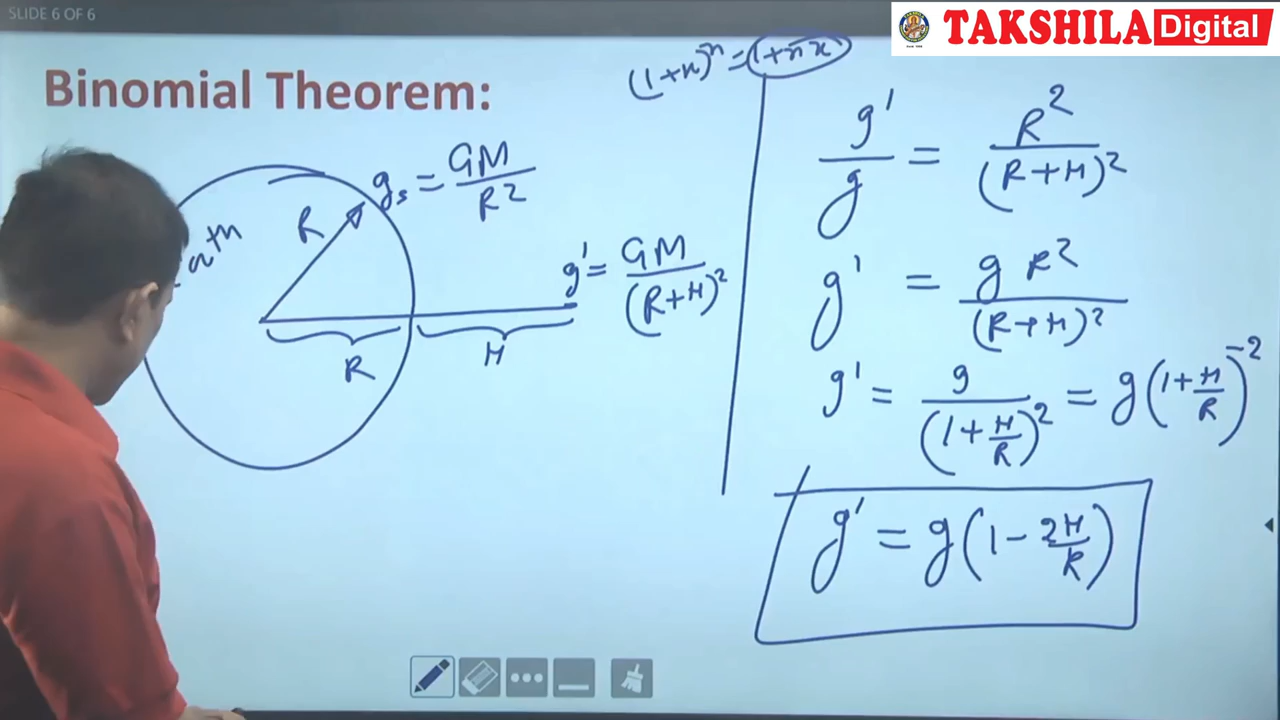 SLIDE 6 OF 6
TAKSHILA Digital
Binomial Theorem:
(1+x)^n = 1+nx
g_s = GM/R^2
R
g' = GM/(R+H)^2
R
H
g'/g = R^2/(R+H)^2
g' = g R^2/(R+H)^2
g' = g/(1+H/R)^2 = g(1+H/R)^-2
g' = g(1-2H/R)